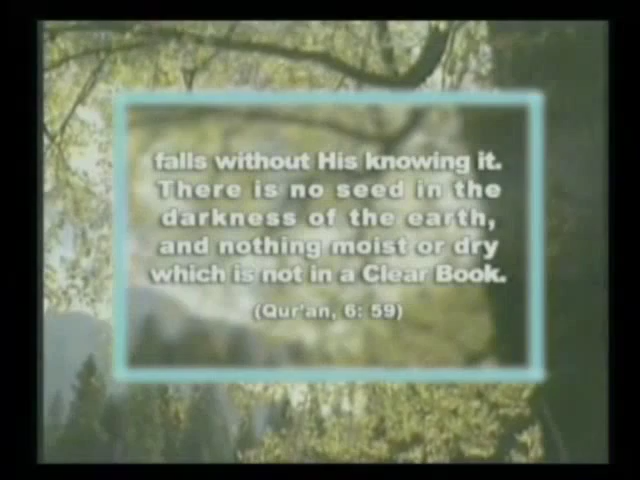 falls without His knowing it.
There is no seed in the
darkness of the earth,
and nothing moist or dry
which is not in a Clear Book.
(Qur'an, 6: 59)